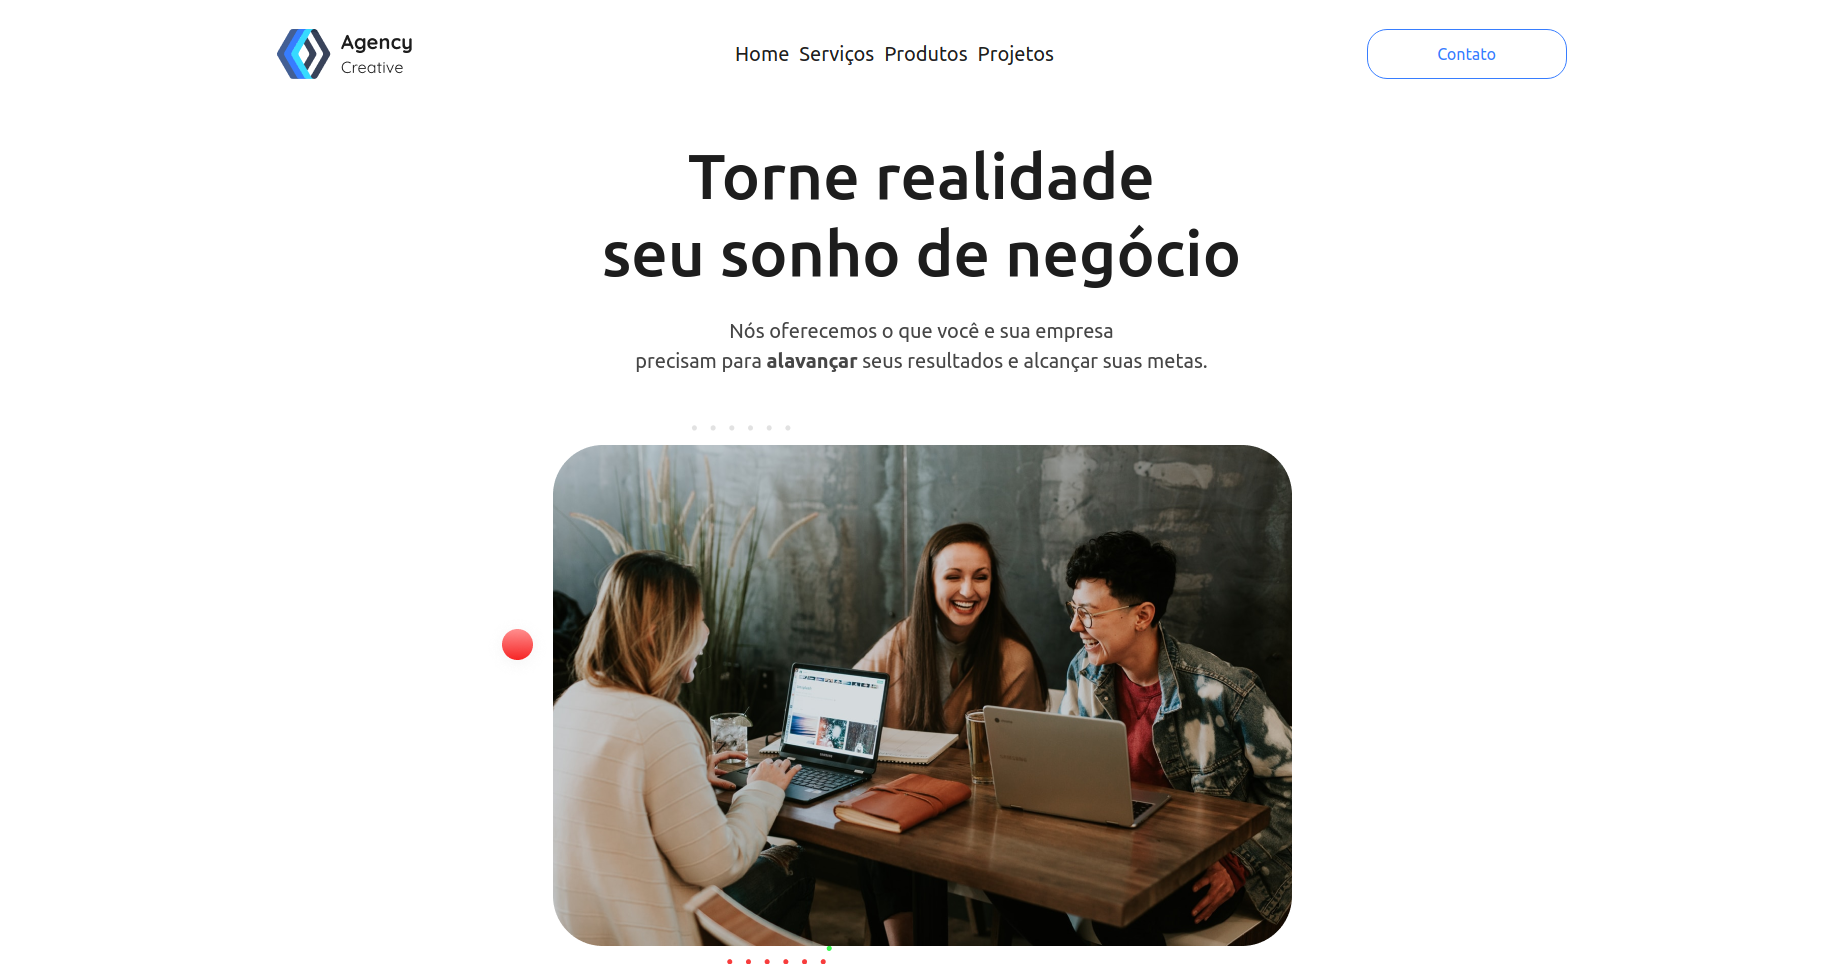 Agency
Creative
Home Serviços Produtos Projetos
Contato
Torne realidade
seu sonho de negócio
Nós oferecemos o que você e sua empresa
precisam para alavançar seus resultados e alcançar suas metas.